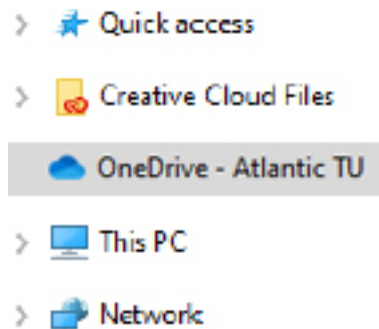 Quick access
Creative Cloud Files
OneDrive - Atlantic TU
This PC
Network